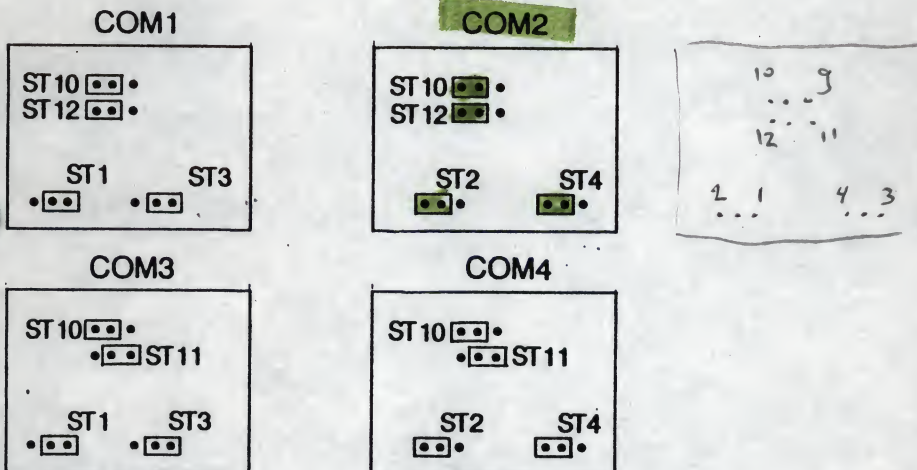 COM1
ST10
ST12
ST1 ST3
COM2
ST10
ST12
ST2 ST4
10 9
12 11
2 1 4 3
COM3
ST10
ST11
ST1 ST3
COM4
ST10
ST11
ST2 ST4